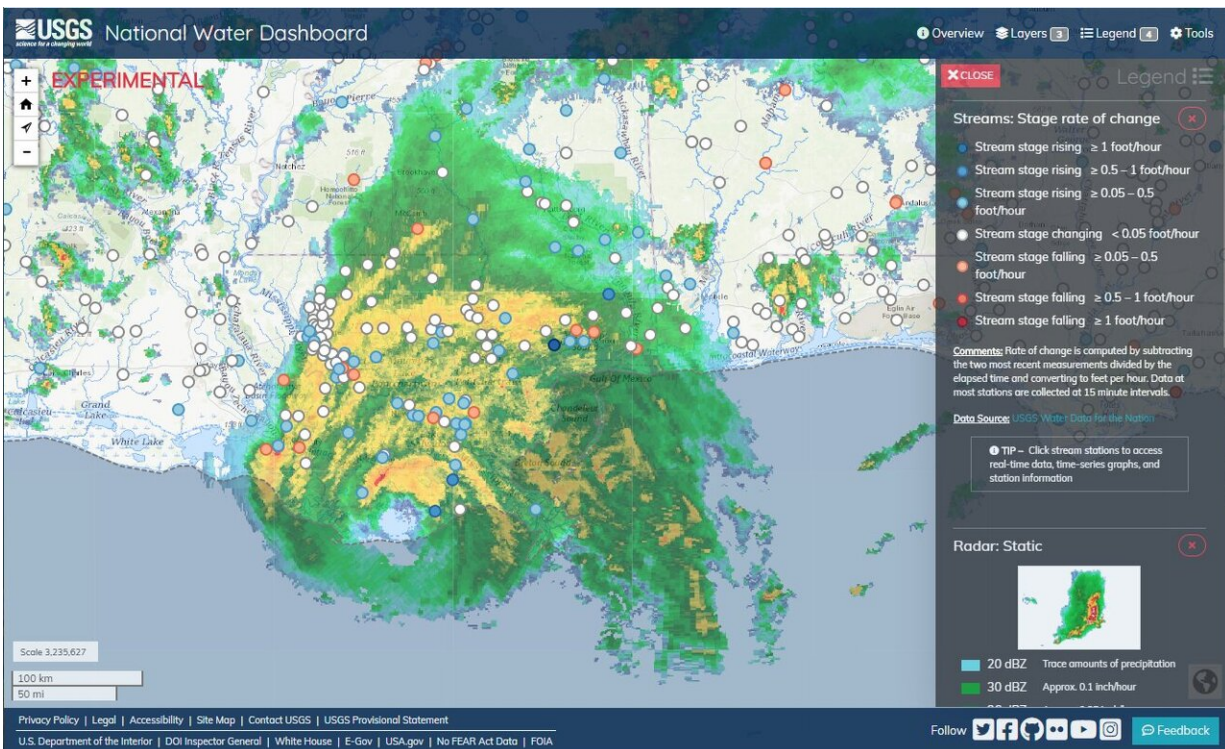 USGS
science for a changing world
National Water Dashboard
Overview Layers 3 Legend 4 Tools
EXPERIMENTAL
+
−
CLOSE
Legend
Streams: Stage rate of change
Stream stage rising ≥ 1 foot/hour
Stream stage rising ≥ 0.5 – 1 foot/hour
Stream stage rising ≥ 0.05 – 0.5
foot/hour
Stream stage changing < 0.05 foot/hour
Stream stage falling ≥ 0.05 – 0.5
foot/hour
Stream stage falling ≥ 0.5 – 1 foot/hour
Stream stage falling ≥ 1 foot/hour
Comments: Rate of change is computed by subtracting
the two most recent measurements divided by the
elapsed time and converting to feet per hour. Data at
most stations are collected at 15 minute intervals.
Data Source: USGS Water Data for the Nation
TIP – Click stream stations to access
real-time data, time-series graphs, and
station information
Radar: Static
20 dBZ Trace amounts of precipitation
30 dBZ Approx. 0.1 inch/hour
Bayou Pierre
Natchez
Brookhaven
Alexandria
Grand
Lake
White Lake
Gulf Of Mexico
Chandeleur
Sound
Intracoastal Waterway
Eglin Air
Force Base
Scale 3,235,627
100 km
50 mi
Privacy Policy | Legal | Accessibility | Site Map | Contact USGS | USGS Provisional Statement
U.S. Department of the Interior | DOI Inspector General | White House | E-Gov | USA.gov | No FEAR Act Data | FOIA
Follow
Feedback